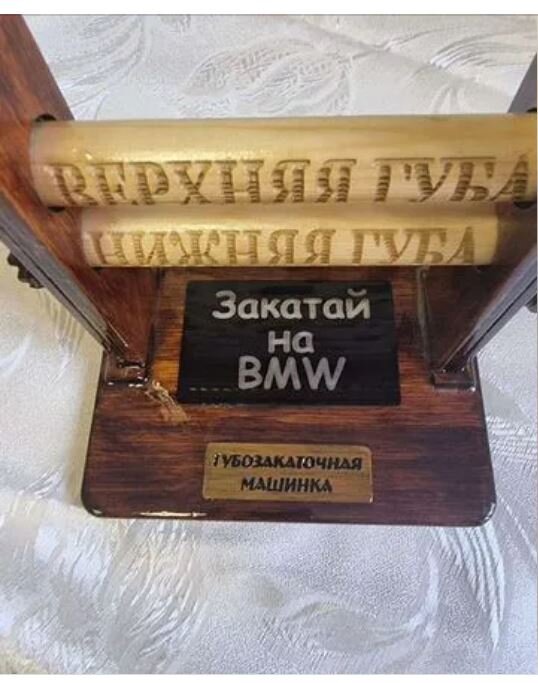 ВЕРХНЯЯ ГУБА
НИЖНЯЯ ГУБА
Закатай
на
BMW
ГУБОЗАКАТОЧНАЯ
МАШИНКА